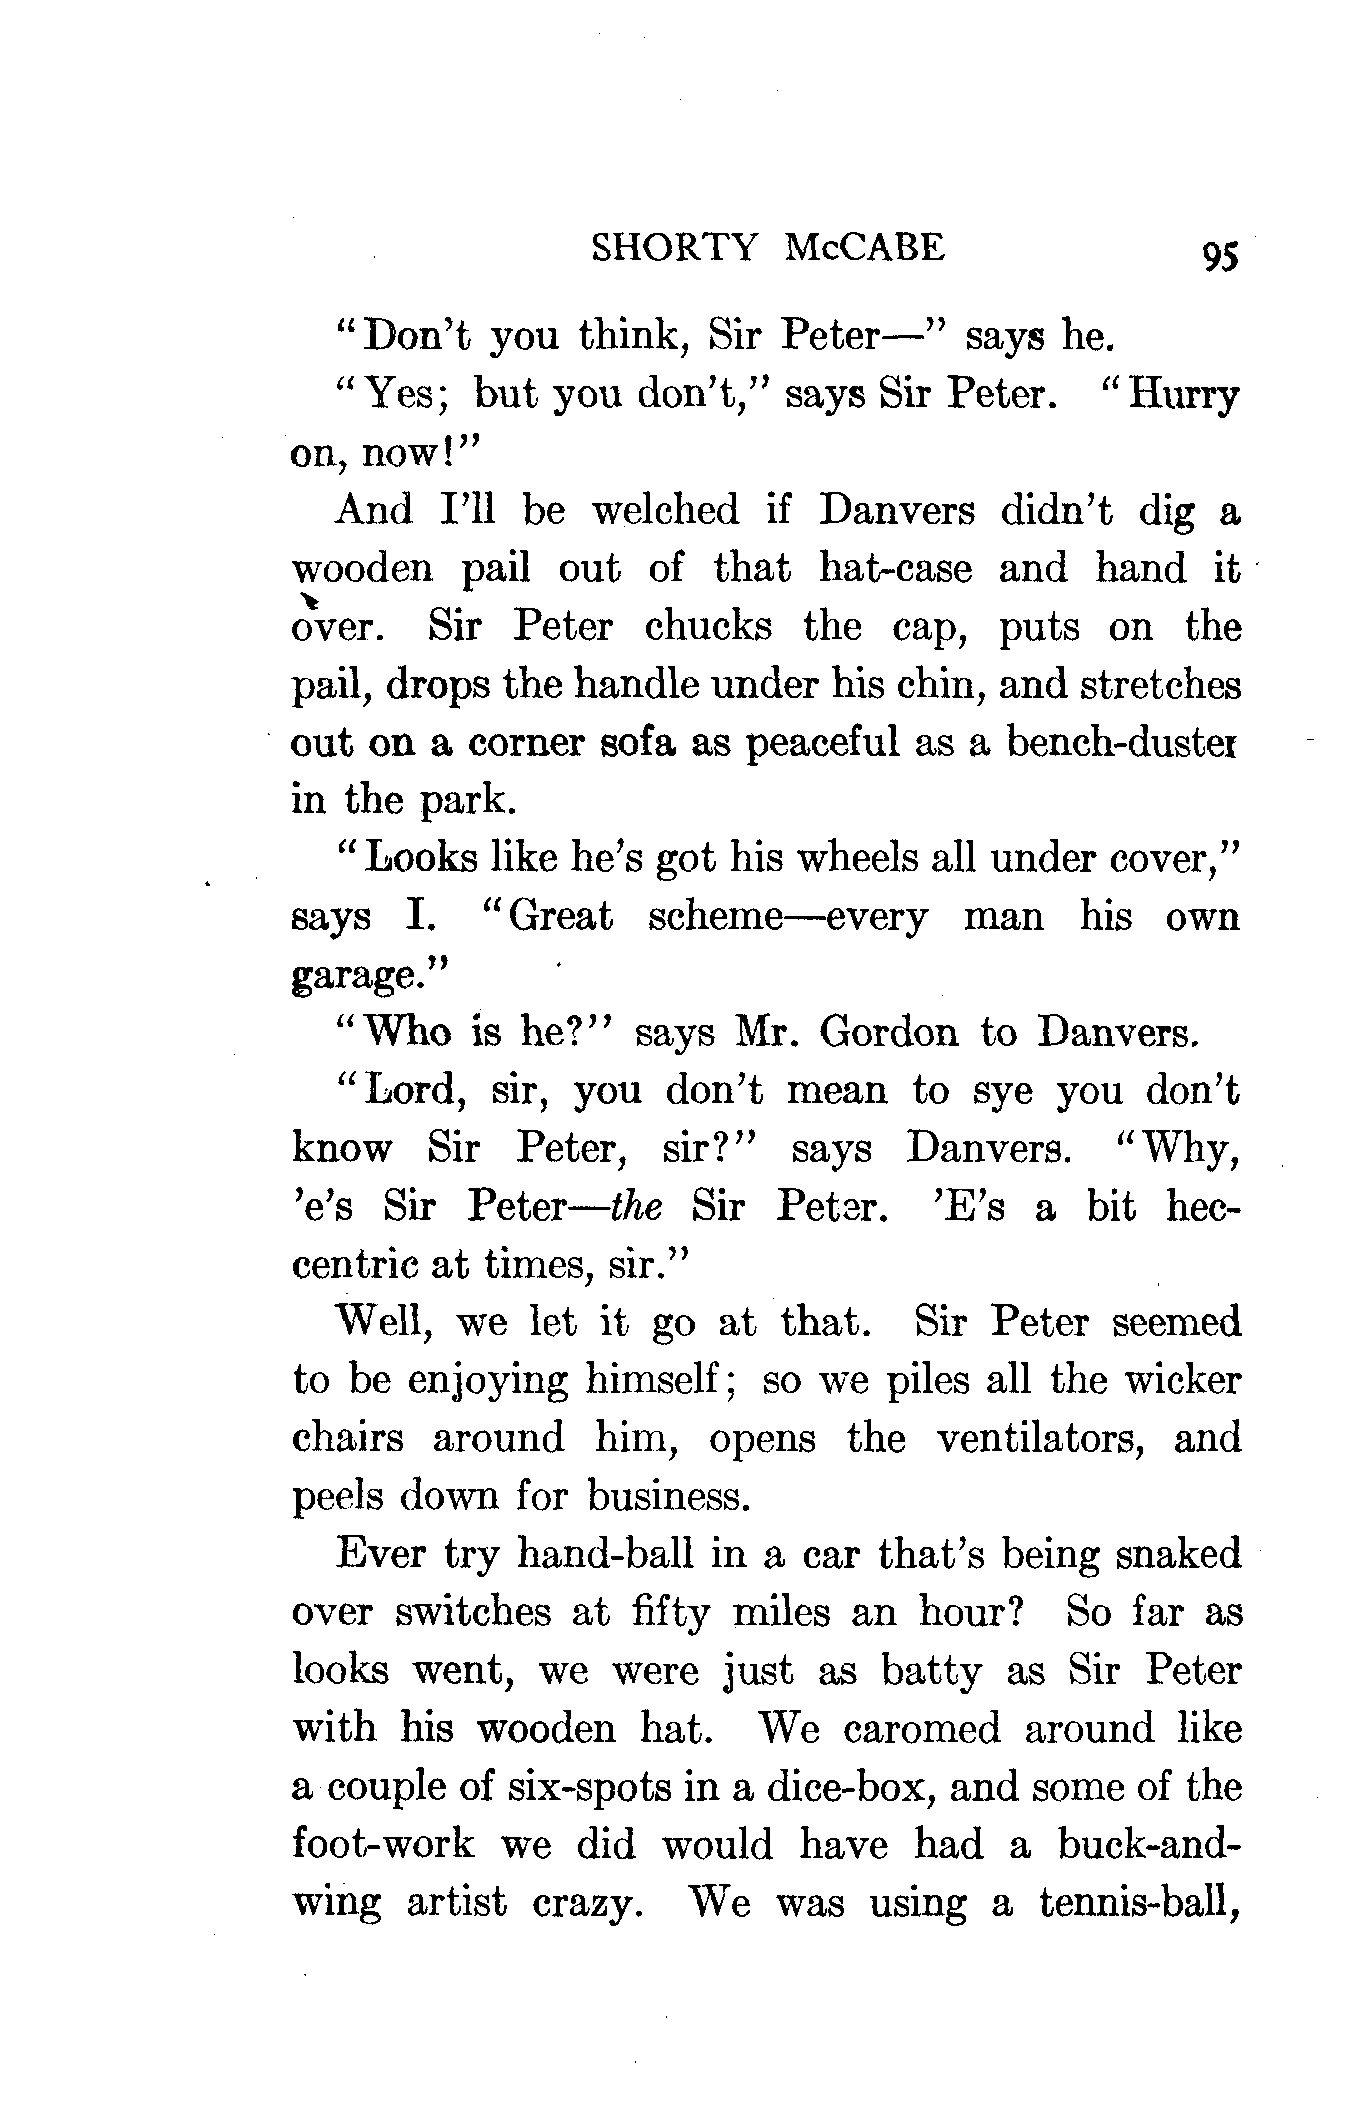 SHORTY McCABE 95
"Don't you think, Sir Peter—" says he.
"Yes; but you don't," says Sir Peter. "Hurry
on, now!"
And I'll be welched if Danvers didn't dig a
wooden pail out of that hat-case and hand it
over. Sir Peter chucks the cap, puts on the
pail, drops the handle under his chin, and stretches
out on a corner sofa as peaceful as a bench-duster
in the park.
"Looks like he's got his wheels all under cover,"
says I. "Great scheme—every man his own
garage."
"Who is he?" says Mr. Gordon to Danvers.
"Lord, sir, you don't mean to sye you don't
know Sir Peter, sir?" says Danvers. "Why,
'e's Sir Peter—the Sir Peter. 'E's a bit hec-
centric at times, sir."
Well, we let it go at that. Sir Peter seemed
to be enjoying himself; so we piles all the wicker
chairs around him, opens the ventilators, and
peels down for business.
Ever try hand-ball in a car that's being snaked
over switches at fifty miles an hour? So far as
looks went, we were just as batty as Sir Peter
with his wooden hat. We caromed around like
a couple of six-spots in a dice-box, and some of the
foot-work we did would have had a buck-and-
wing artist crazy. We was using a tennis-ball,